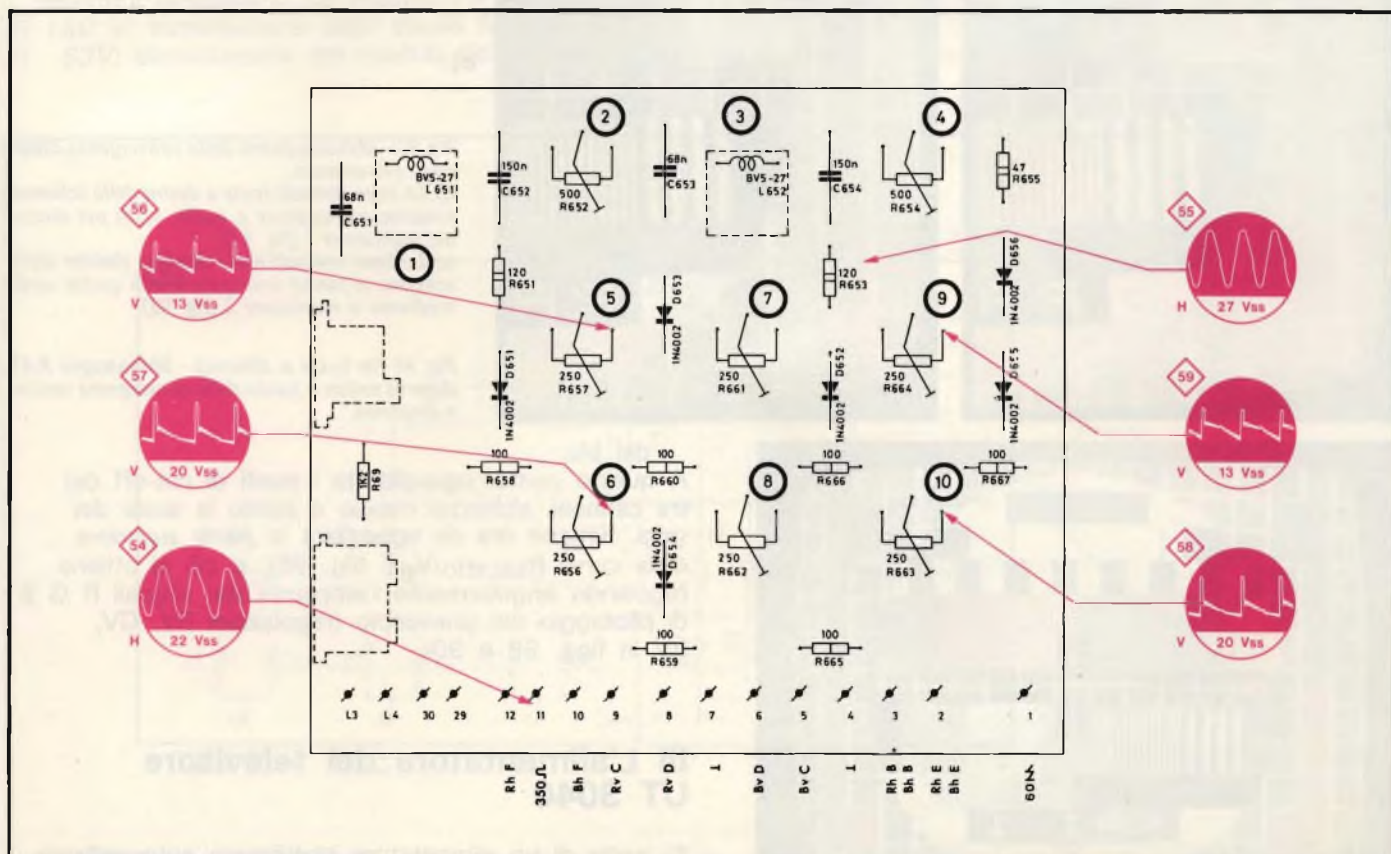 2
3
4
BV5-27
L 651
150n
C652
500
R652
68n
C653
BV5-27
L652
150n
C654
500
R654
47
R655
68n
C651
56
V 13 Vss
55
H 27 Vss
1
120
R651
5
D653
1N4002
7
120
R653
9
D656
1N4002
D651
1N4002
250
R657
250
R661
D652
1N4002
250
R664
D655
1N4002
57
V 20 Vss
59
V 13 Vss
1K2
R69
100
R658
6
100
R660
8
100
R666
10
100
R667
250
R656
1N4002
D654
250
R662
250
R663
54
H 22 Vss
58
V 20 Vss
100
R659
100
R665
L3 L4 30 29 12 11 10 9 8 7 6 5 4 3 2 1
Rh F
350Ω
Bh F
Rv C
Rv D
⊥
Bv D
Bv C
⊥
Rh B
Bh B
Rh E
Bh E